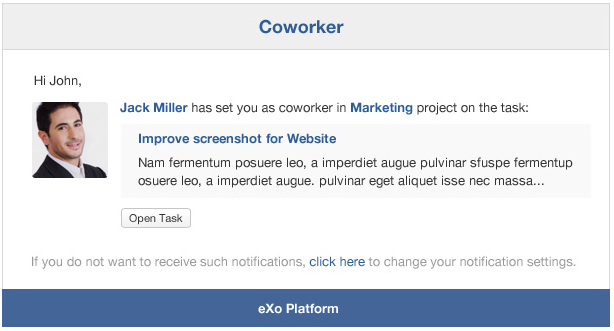 Coworker
Hi John,
Jack Miller has set you as coworker in Marketing project on the task:
Improve screenshot for Website
Nam fermentum posuere leo, a imperdiet augue pulvinar sfuspe fermentup
osuere leo, a imperdiet augue. pulvinar eget aliquet isse nec massa...
Open Task
If you do not want to receive such notifications, click here to change your notification settings.
eXo Platform